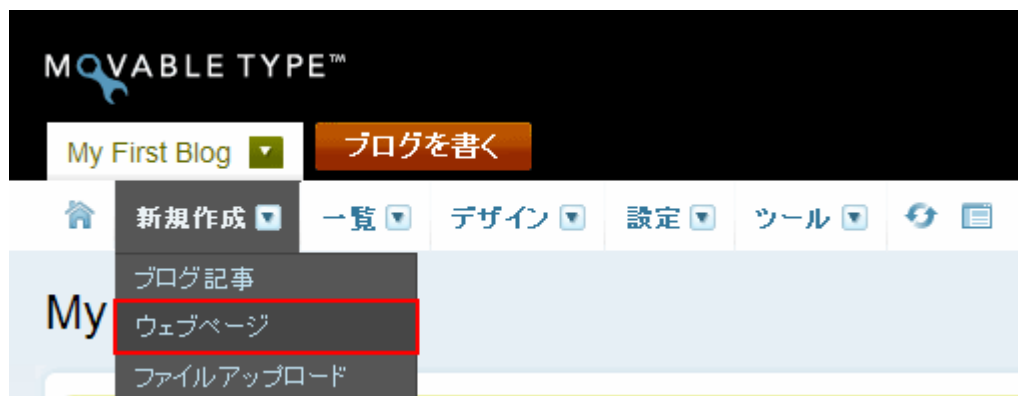 MOVABLE TYPE™
My First Blog ブログを書く
新規作成 一覧 デザイン 設定 ツール
ブログ記事
My
ウェブページ
ファイルアップロード